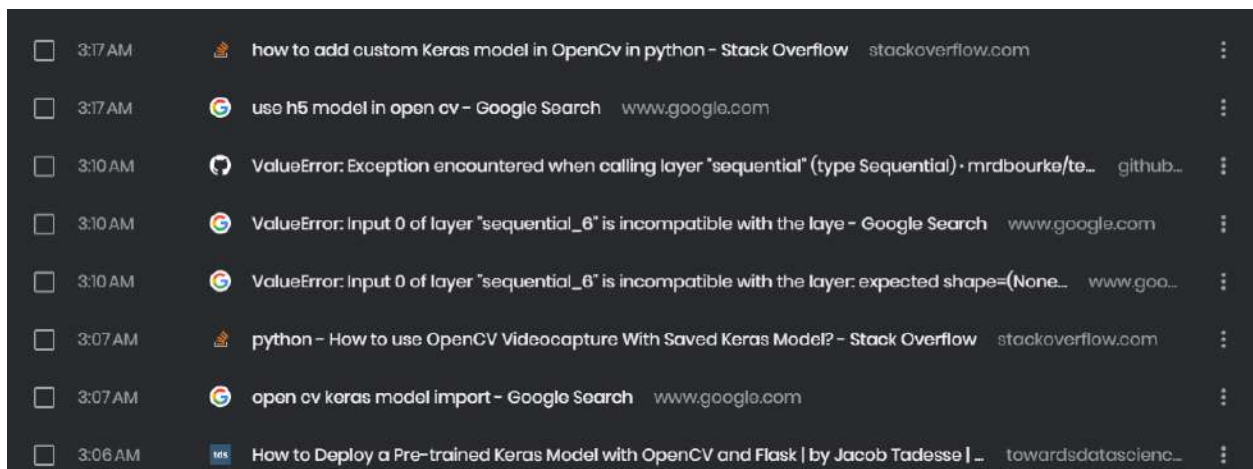 3:17 AM how to add custom Keras model in OpenCv in python - Stack Overflow stackoverflow.com
3:17 AM use h5 model in open cv - Google Search www.google.com
3:10 AM ValueError: Exception encountered when calling layer "sequential" (type Sequential) · mrdbourke/te... github...
3:10 AM ValueError: Input 0 of layer "sequential_6" is incompatible with the laye - Google Search www.google.com
3:10 AM ValueError: Input 0 of layer "sequential_6" is incompatible with the layer: expected shape=(None... www.goo...
3:07 AM python - How to use OpenCV Videocapture With Saved Keras Model? - Stack Overflow stackoverflow.com
3:07 AM open cv keras model import - Google Search www.google.com
3:06 AM tds How to Deploy a Pre-trained Keras Model with OpenCV and Flask | by Jacob Tadesse | ... towardsdatascienc...